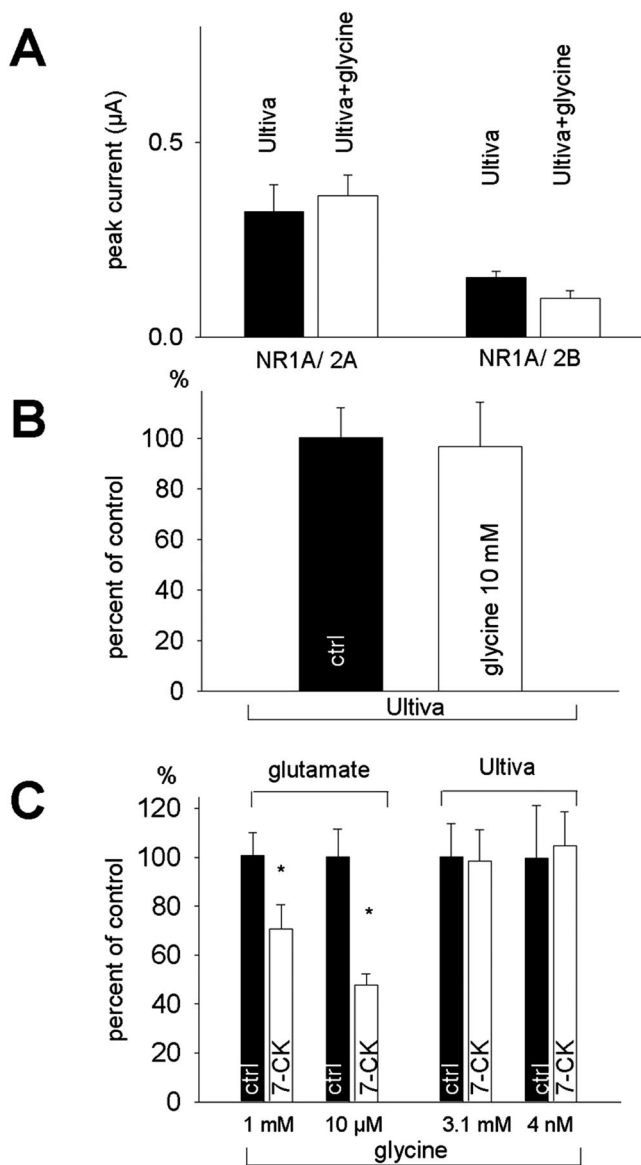 A
peak current (µA)
0.5
0.0
Ultiva
Ultiva+glycine
Ultiva
Ultiva+glycine
NR1A/ 2A
NR1A/ 2B
B
%
percent of control
100
80
60
40
20
0
ctrl
glycine 10 mM
Ultiva
C
%
percent of control
120
100
80
60
40
20
0
glutamate
Ultiva
*
*
ctrl
7-CK
ctrl
7-CK
ctrl
7-CK
ctrl
7-CK
1 mM
10 µM
3.1 mM
4 nM
glycine